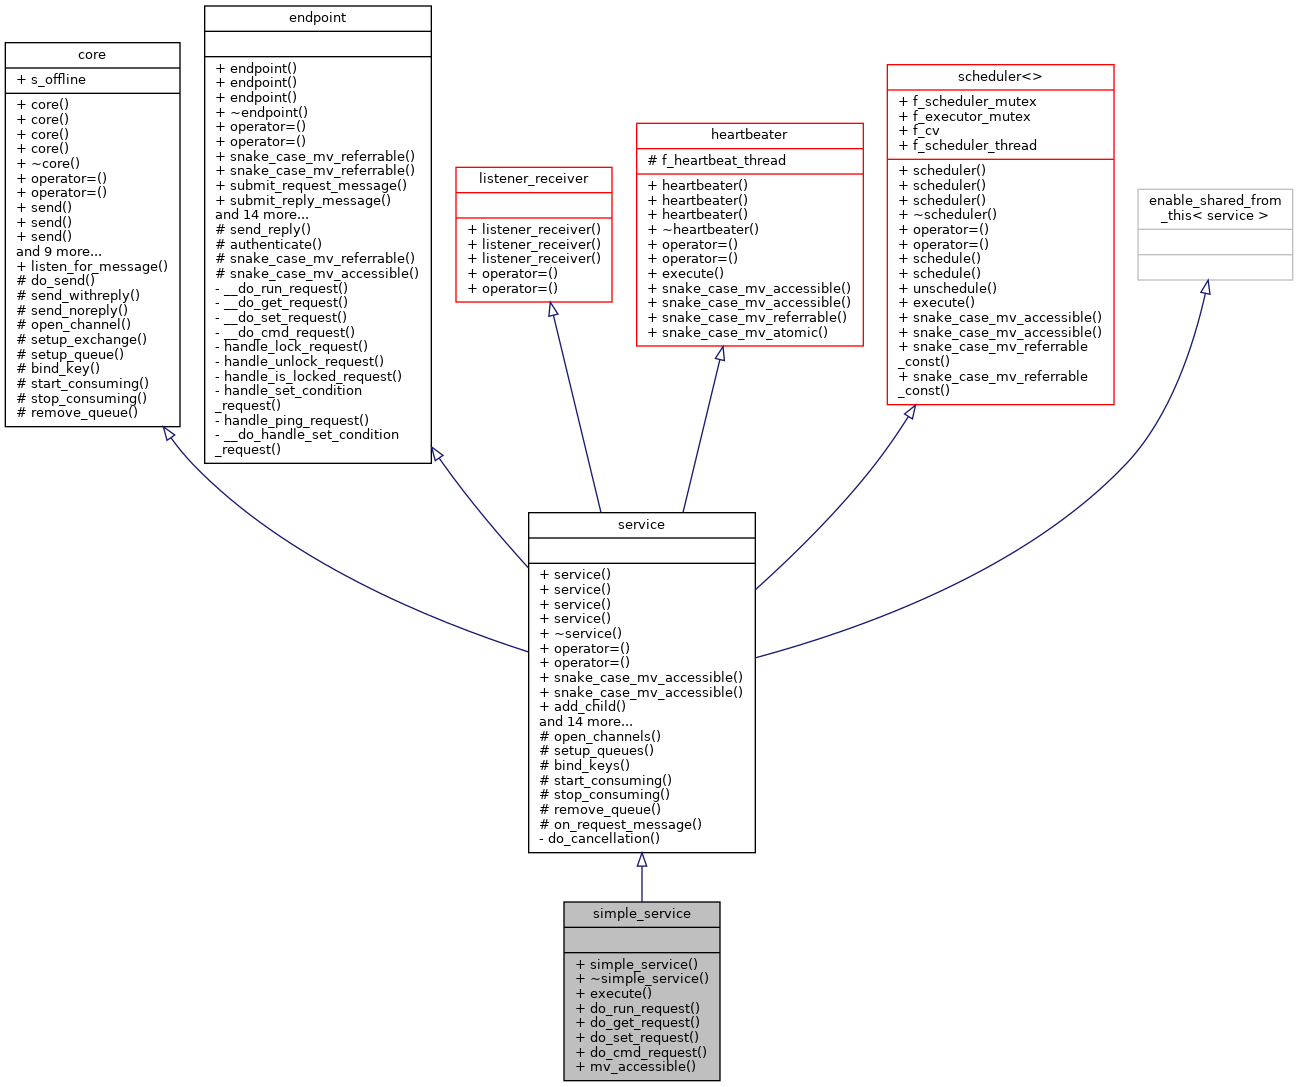 core
+ s_offline
+ core()
+ core()
+ core()
+ core()
+ ~core()
+ operator=()
+ operator=()
+ send()
+ send()
+ send()
and 9 more...
+ listen_for_message()
# do_send()
# send_withreply()
# send_noreply()
# open_channel()
# setup_exchange()
# setup_queue()
# bind_key()
# start_consuming()
# stop_consuming()
# remove_queue()
endpoint
+ endpoint()
+ endpoint()
+ endpoint()
+ ~endpoint()
+ operator=()
+ operator=()
+ snake_case_mv_referrable()
+ snake_case_mv_referrable()
+ submit_request_message()
+ submit_reply_message()
and 14 more...
# send_reply()
# authenticate()
# snake_case_mv_referrable()
# snake_case_mv_accessible()
- __do_run_request()
- __do_get_request()
- __do_set_request()
- __do_cmd_request()
- handle_lock_request()
- handle_unlock_request()
- handle_is_locked_request()
- handle_set_condition
_request()
- handle_ping_request()
- __do_handle_set_condition
_request()
listener_receiver
+ listener_receiver()
+ listener_receiver()
+ listener_receiver()
+ operator=()
+ operator=()
heartbeater
# f_heartbeat_thread
+ heartbeater()
+ heartbeater()
+ heartbeater()
+ ~heartbeater()
+ operator=()
+ operator=()
+ execute()
+ snake_case_mv_accessible()
+ snake_case_mv_accessible()
+ snake_case_mv_referrable()
+ snake_case_mv_atomic()
scheduler<>
+ f_scheduler_mutex
+ f_executor_mutex
+ f_cv
+ f_scheduler_thread
+ scheduler()
+ scheduler()
+ scheduler()
+ ~scheduler()
+ operator=()
+ operator=()
+ schedule()
+ schedule()
+ unschedule()
+ execute()
+ snake_case_mv_accessible()
+ snake_case_mv_accessible()
+ snake_case_mv_referrable
_const()
+ snake_case_mv_referrable
_const()
enable_shared_from
_this< service >
service
+ service()
+ service()
+ service()
+ service()
+ ~service()
+ operator=()
+ operator=()
+ snake_case_mv_accessible()
+ snake_case_mv_accessible()
+ add_child()
and 14 more...
# open_channels()
# setup_queues()
# bind_keys()
# start_consuming()
# stop_consuming()
# remove_queue()
# on_request_message()
- do_cancellation()
simple_service
+ simple_service()
+ ~simple_service()
+ execute()
+ do_run_request()
+ do_get_request()
+ do_set_request()
+ do_cmd_request()
+ mv_accessible()